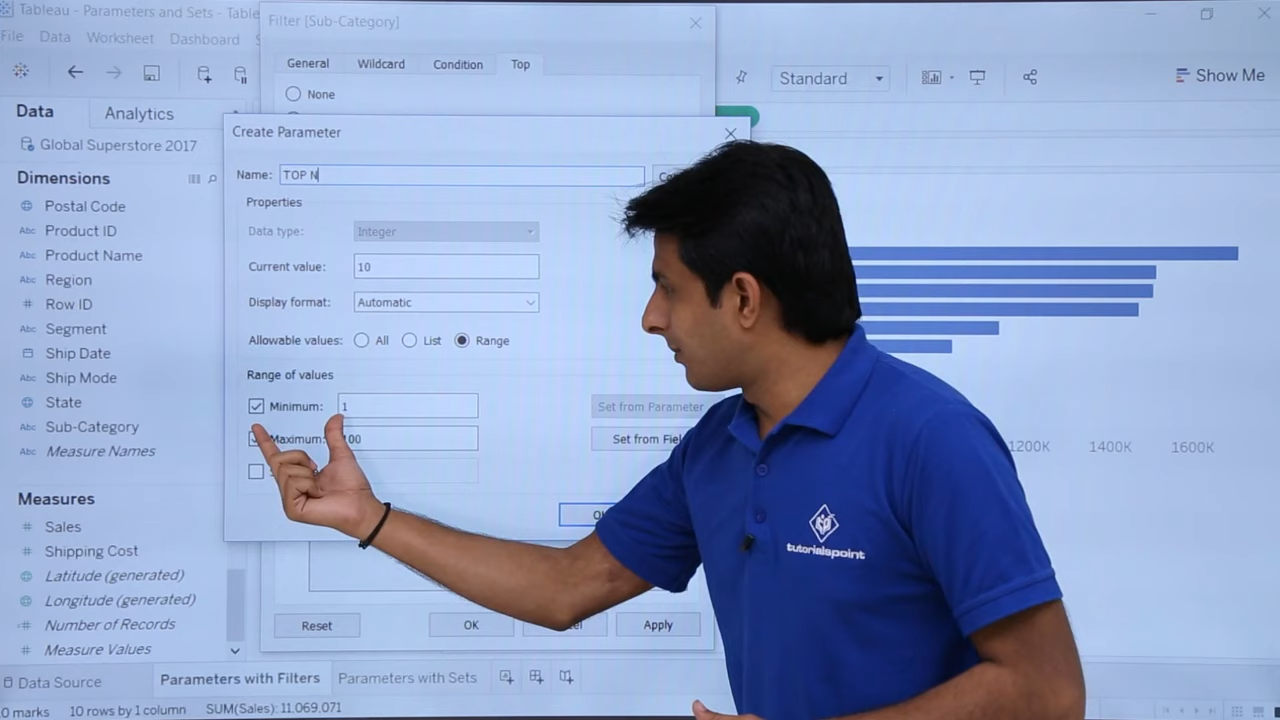 Tableau - Parameters and Sets - Table
Filter [Sub-Category]
File Data Worksheet Dashboard
General Wildcard Condition Top
Standard
Show Me
None
Data Analytics
Create Parameter
Global Superstore 2017
Name: TOP N
Dimensions
Properties
Postal Code
Data type: Integer
Product ID
Product Name
Current value: 10
Region
Display format: Automatic
Row ID
Segment
Allowable values: All List Range
Ship Date
Ship Mode
Range of values
State
Minimum: 1
Set from Parameter
Sub-Category
Maximum: 100
Set from Field
Measure Names
1200K 1400K 1600K
Measures
Sales
Shipping Cost
Latitude (generated)
Longitude (generated)
Number of Records
Measure Values
tutorialspoint
Reset OK Apply
Data Source Parameters with Filters Parameters with Sets
0 marks 10 rows by 1 column SUM(Sales): 11,069,071